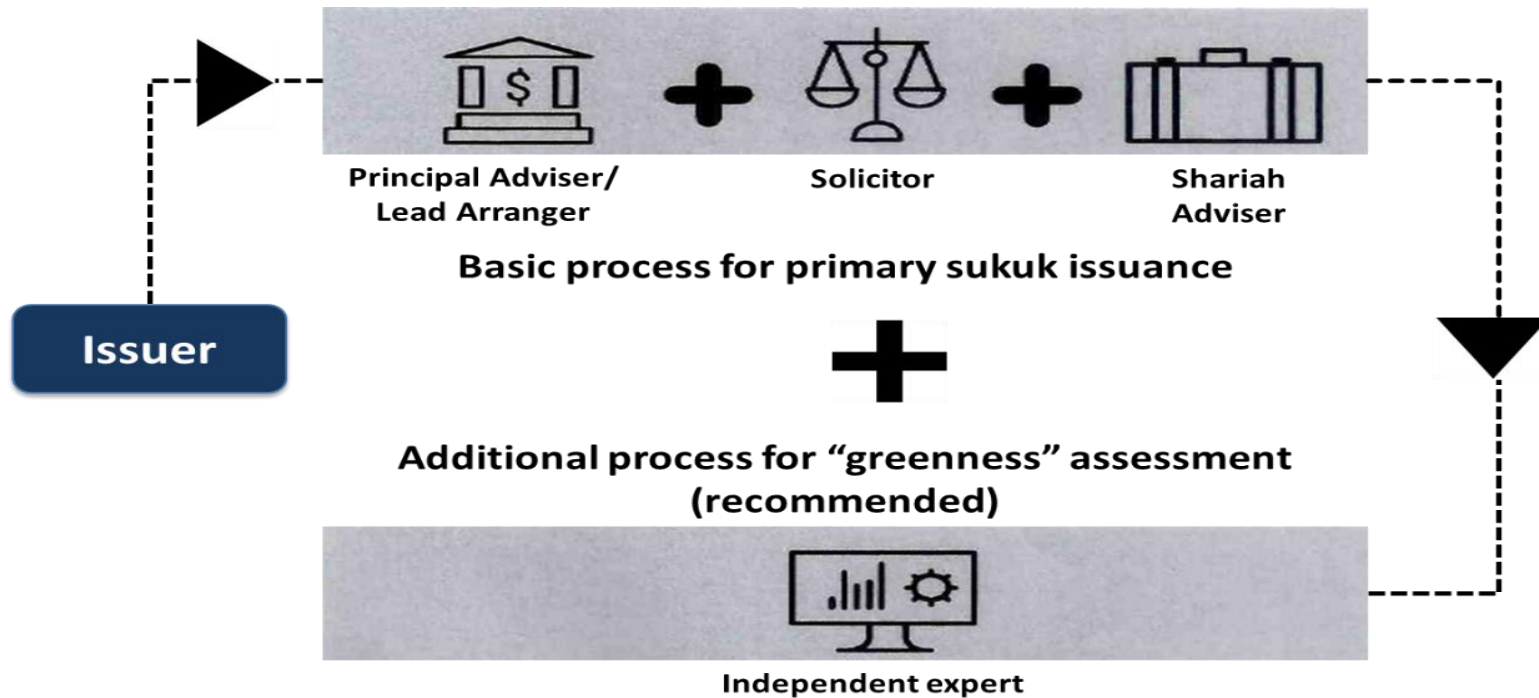 $
Principal Adviser/
Lead Arranger
Solicitor
Shariah
Adviser
Basic process for primary sukuk issuance
Issuer
Additional process for “greenness” assessment
(recommended)
Independent expert